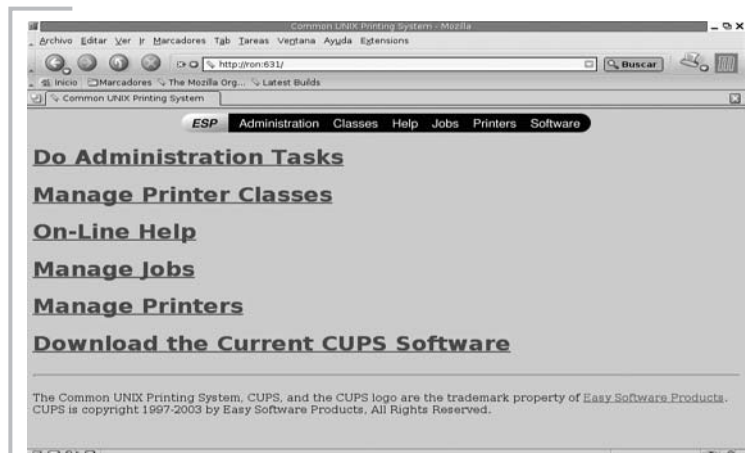 Common UNIX Printing System - Mozilla
Archivo Editar Ver Ir Marcadores Tab Tareas Ventana Ayuda Extensions
http://ron:631/ Buscar
Inicio Marcadores The Mozilla Org... Latest Builds
Common UNIX Printing System
ESP Administration Classes Help Jobs Printers Software
Do Administration Tasks
Manage Printer Classes
On-Line Help
Manage Jobs
Manage Printers
Download the Current CUPS Software
The Common UNIX Printing System, CUPS, and the CUPS logo are the trademark property of Easy Software Products.
CUPS is copyright 1997-2003 by Easy Software Products, All Rights Reserved.